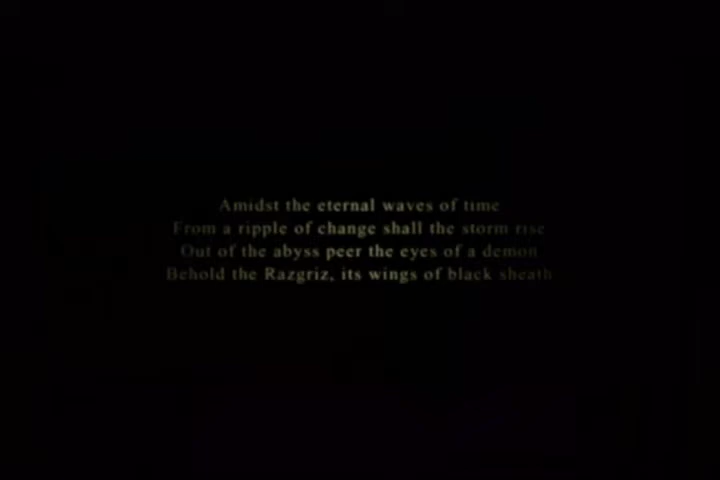 Amidst the eternal waves of time
From a ripple of change shall the storm rise
Out of the abyss peer the eyes of a demon
Behold the Razgriz, its wings of black sheath